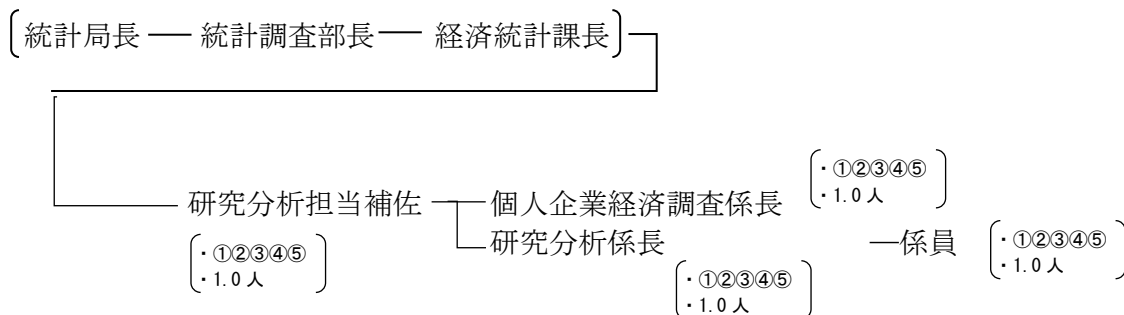 統計局長 ― 統計調査部長 ― 経済統計課長
研究分析担当補佐
・①②③④⑤
・1.0人
個人企業経済調査係長
・①②③④⑤
・1.0人
研究分析係長
・①②③④⑤
・1.0人
―係員
・①②③④⑤
・1.0人